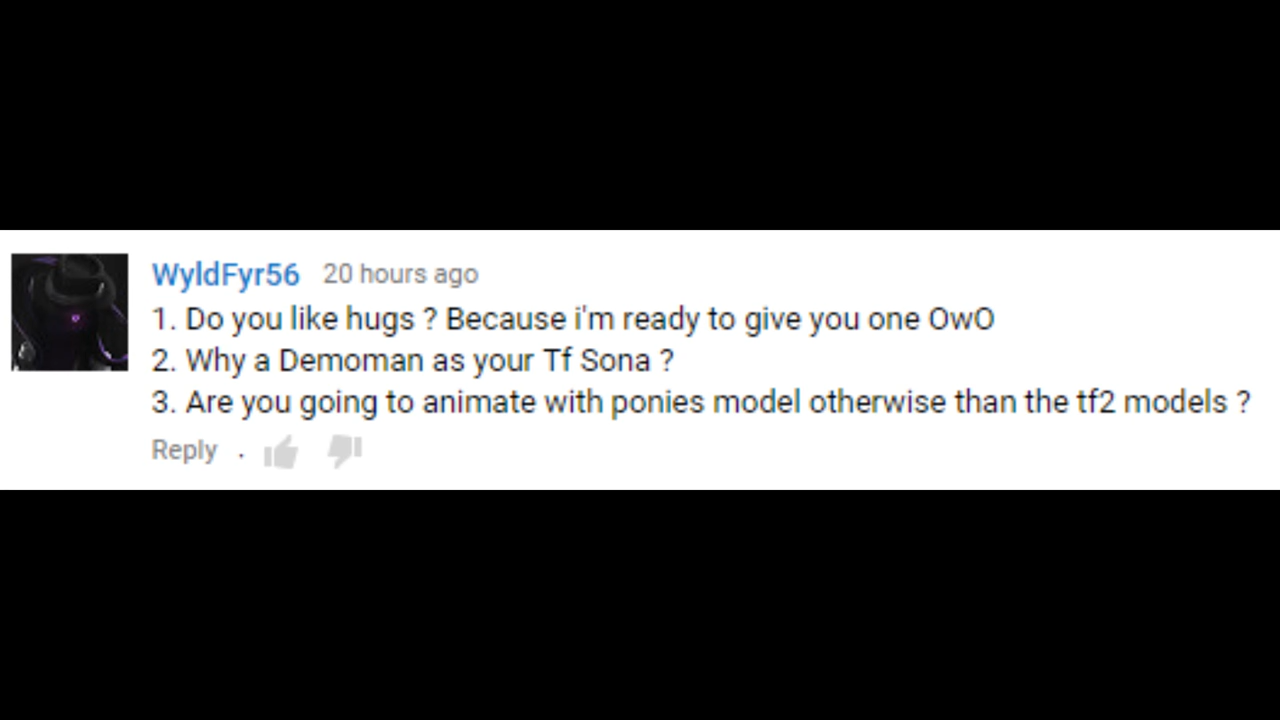 WyldFyr56 20 hours ago
1. Do you like hugs ? Because i'm ready to give you one OwO
2. Why a Demoman as your Tf Sona ?
3. Are you going to animate with ponies model otherwise than the tf2 models ?
Reply .